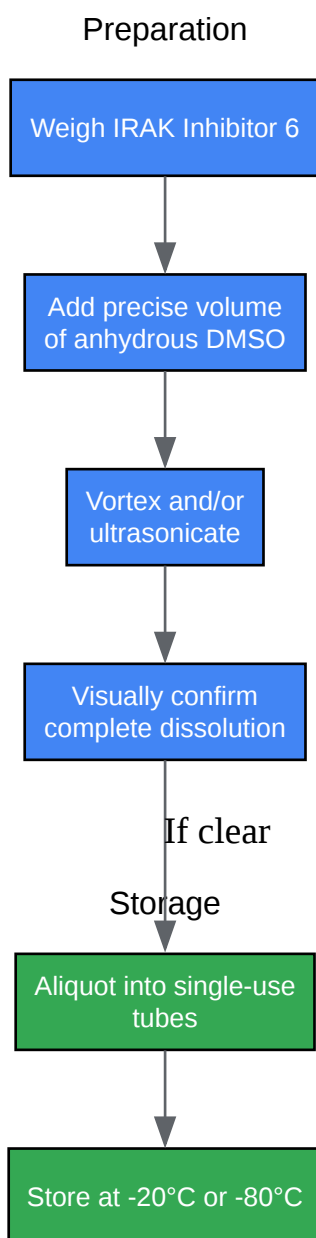 Preparation
Weigh IRAK Inhibitor 6
Add precise volume
of anhydrous DMSO
Vortex and/or
ultrasonicate
Visually confirm
complete dissolution
If clear
Storage
Aliquot into single-use
tubes
Store at -20°C or -80°C